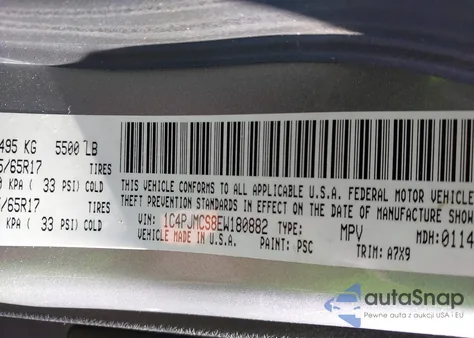 495 KG 5500 LB
5/65R17 TIRES
KPA ( 33 PSI) COLD
/65R17 TIRES
KPA ( 33 PSI) COLD
THIS VEHICLE CONFORMS TO ALL APPLICABLE U.S.A. FEDERAL MOTOR VEHICLE
THEFT PREVENTION STANDARDS IN EFFECT ON THE DATE OF MANUFACTURE SHOW
VIN: 1C4PJMCS8EW180882 TYPE: MPV MDH: 0114
VEHICLE MADE IN U.S.A. PAINT: PSC TRIM: A7X9
autoSnap
Pewne auta z aukcji USA i EU